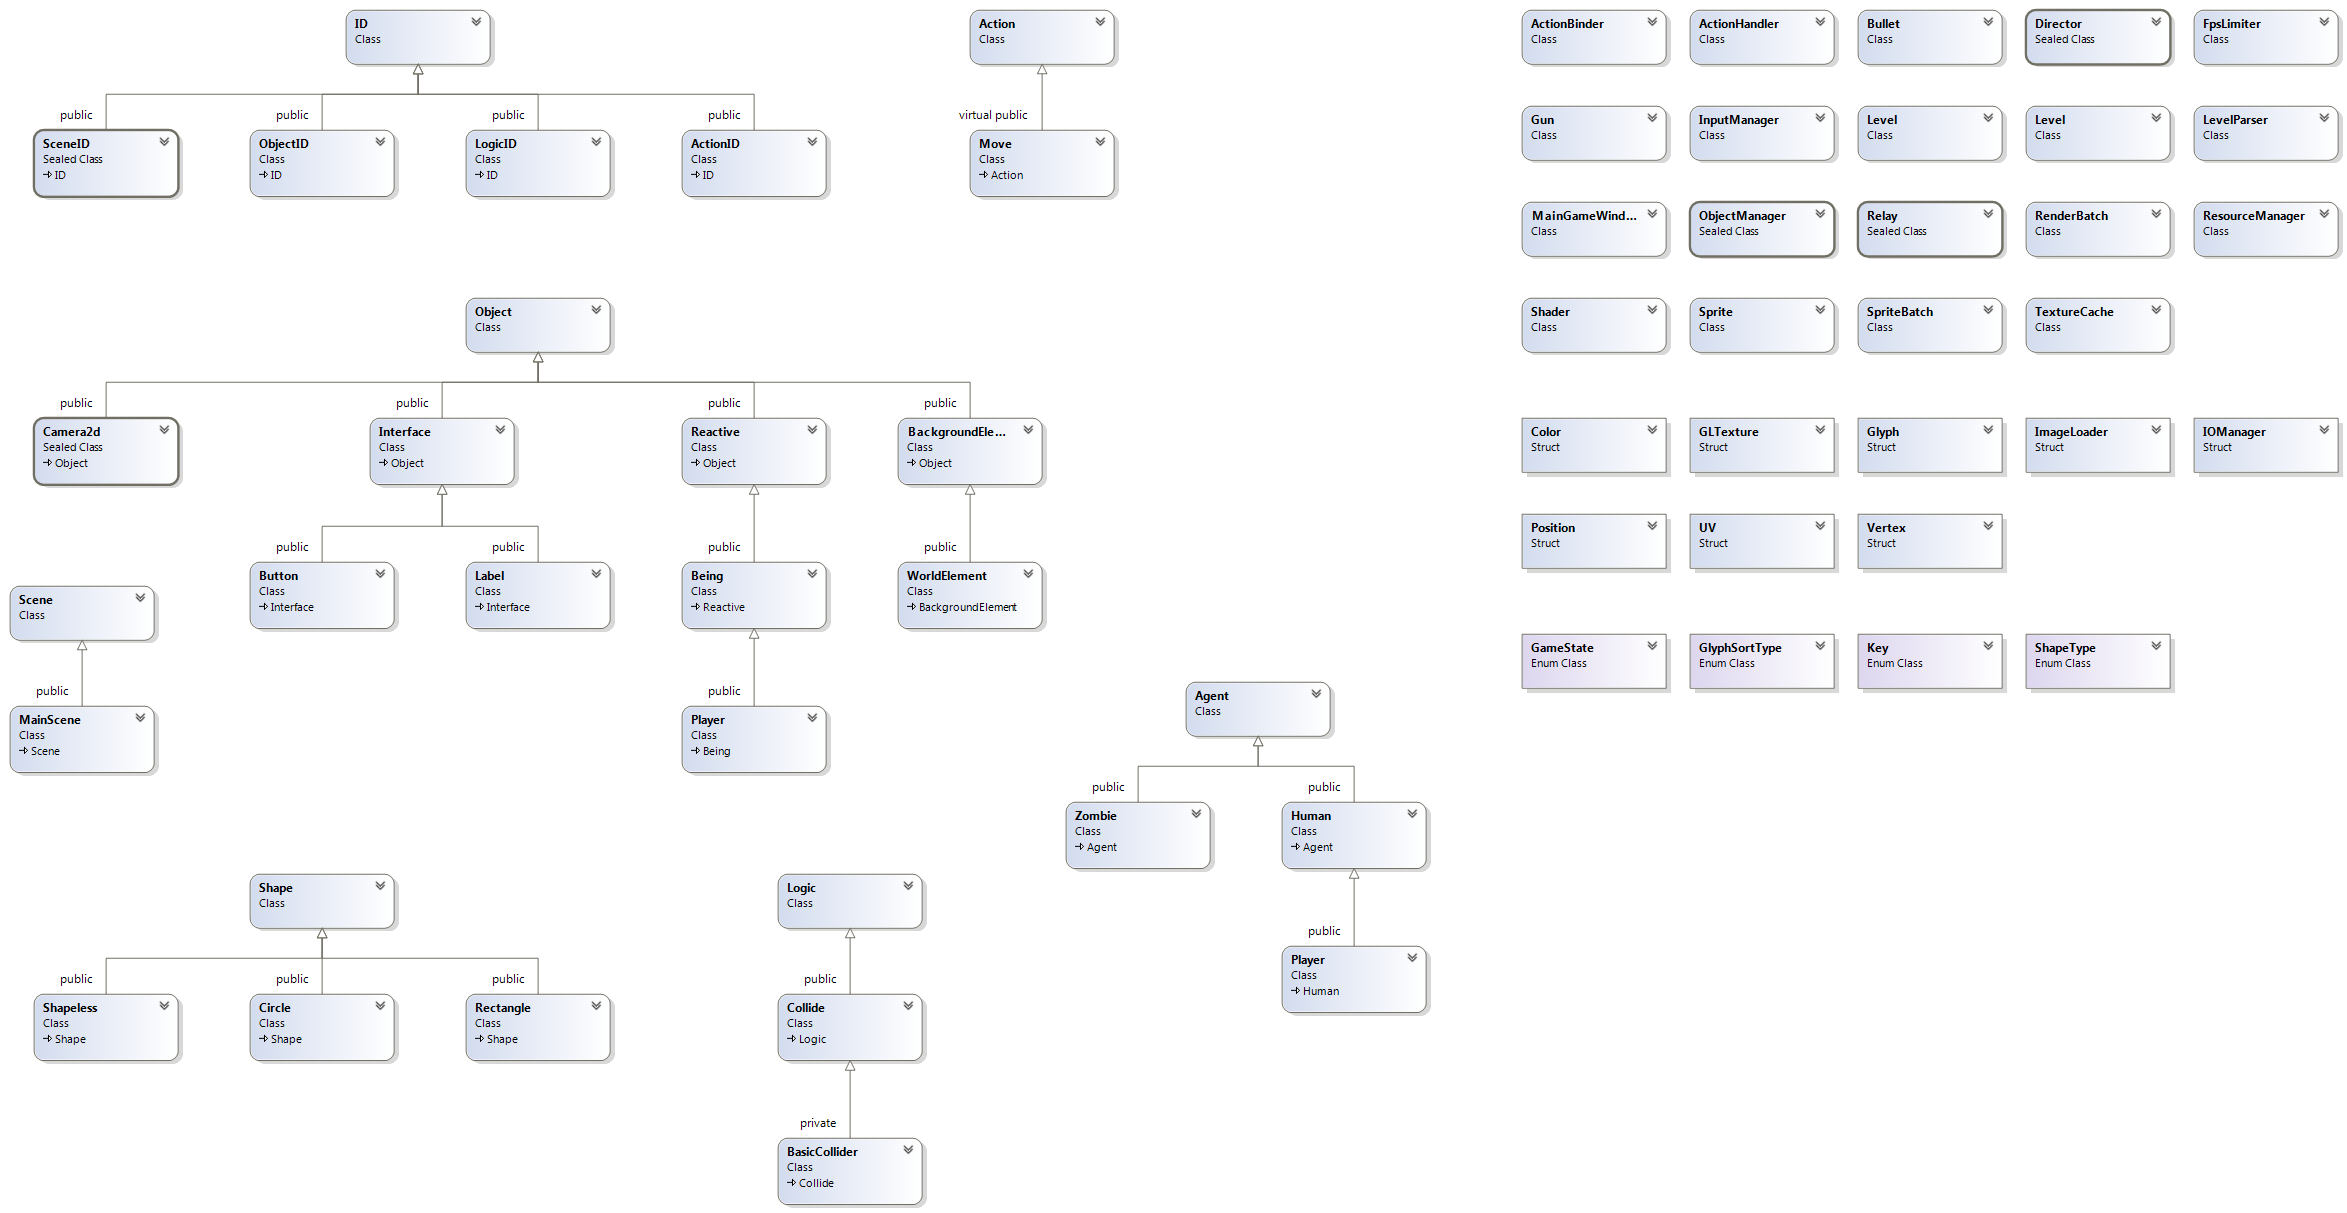 ID
Class
public
public
public
public
SceneID
Sealed Class
ID
ObjectID
Class
ID
LogicID
Class
ID
ActionID
Class
ID
Action
Class
virtual public
Move
Class
Action
Object
Class
public
public
public
public
Camera2d
Sealed Class
Object
Interface
Class
Object
Reactive
Class
Object
BackgroundEle...
Class
Object
public
public
public
public
Button
Class
Interface
Label
Class
Interface
Being
Class
Reactive
WorldElement
Class
BackgroundElement
public
Player
Class
Being
Scene
Class
public
MainScene
Class
Scene
Agent
Class
public
public
Zombie
Class
Agent
Human
Class
Agent
public
Player
Class
Human
Shape
Class
public
public
public
Shapeless
Class
Shape
Circle
Class
Shape
Rectangle
Class
Shape
Logic
Class
public
Collide
Class
Logic
private
BasicCollider
Class
Collide
ActionBinder
Class
ActionHandler
Class
Bullet
Class
Director
Sealed Class
FpsLimiter
Class
Gun
Class
InputManager
Class
Level
Class
Level
Class
LevelParser
Class
MainGameWind...
Class
ObjectManager
Sealed Class
Relay
Sealed Class
RenderBatch
Class
ResourceManager
Class
Shader
Class
Sprite
Class
SpriteBatch
Class
TextureCache
Class
Color
Struct
GLTexture
Struct
Glyph
Struct
ImageLoader
Struct
IOManager
Struct
Position
Struct
UV
Struct
Vertex
Struct
GameState
Enum Class
GlyphSortType
Enum Class
Key
Enum Class
ShapeType
Enum Class